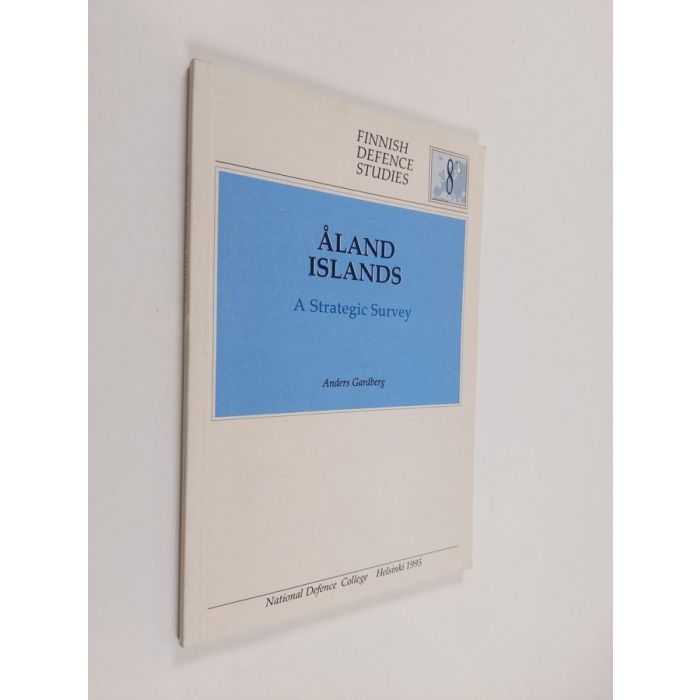 FINNISH
DEFENCE
STUDIES
8
ÅLAND
ISLANDS
A Strategic Survey
Anders Gardberg
National Defence College Helsinki 1995